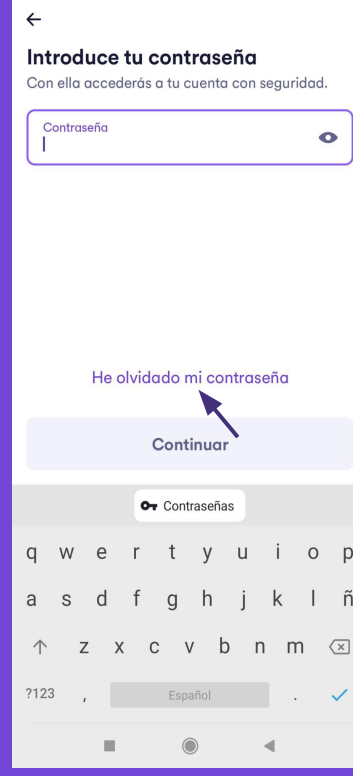 Introduce tu contraseña
Con ella accederás a tu cuenta con seguridad.
Contraseña
He olvidado mi contraseña
Continuar
Contraseñas
q w e r t y u i o p
a s d f g h j k l ñ
z x c v b n m
?123 , Español .